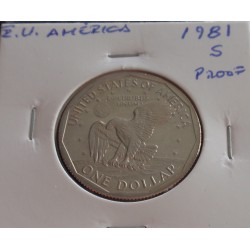 E.U. AMÉRICA
1981
S
PROOF
UNITED STATES OF AMERICA
ONE DOLLAR